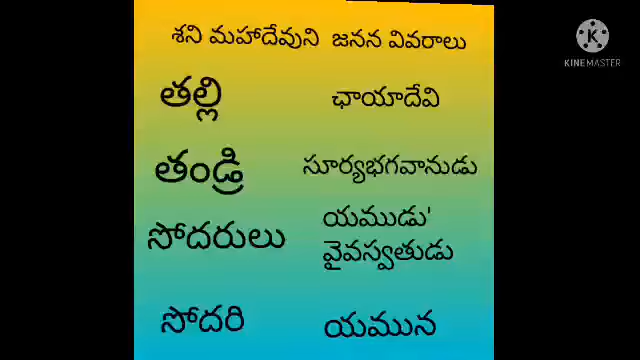 శని మహాదేవుని జనన వివరాలు
KINEMASTER
తల్లి ఛాయాదేవి
తండ్రి సూర్యభగవానుడు
సోదరులు యముడు'
వైవస్వతుడు
సోదరి యమున